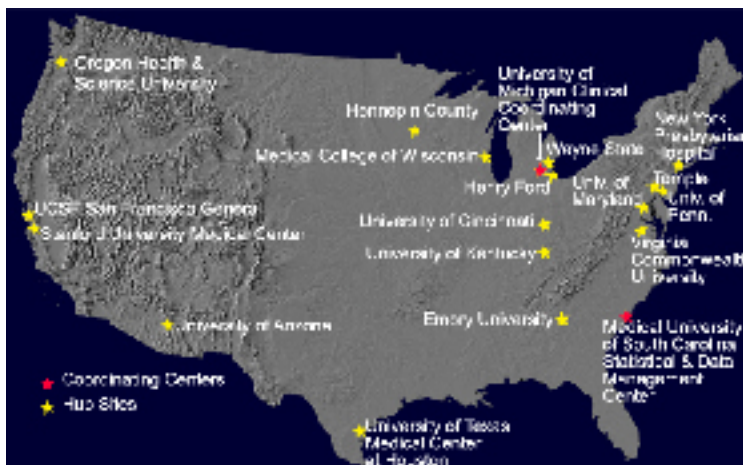 Oregon Health &
Science University
Hennepin County
University of
Michigan Clinical
Coordinating
Center
New York
Presbyterian
Hospital
Medical College of Wisconsin
Wayne State
Henry Ford
Univ. of
Maryland
Temple
Univ. of
Penn.
UCSF San Francisco General
Stanford University Medical Center
University of Cincinnati
University of Kentucky
Virginia
Commonwealth
University
University of Arizona
Emory University
Medical University
of South Carolina
Statistical & Data
Management
Center
Coordinating Centers
Hub Sites
University of Texas
Medical Center
at Houston